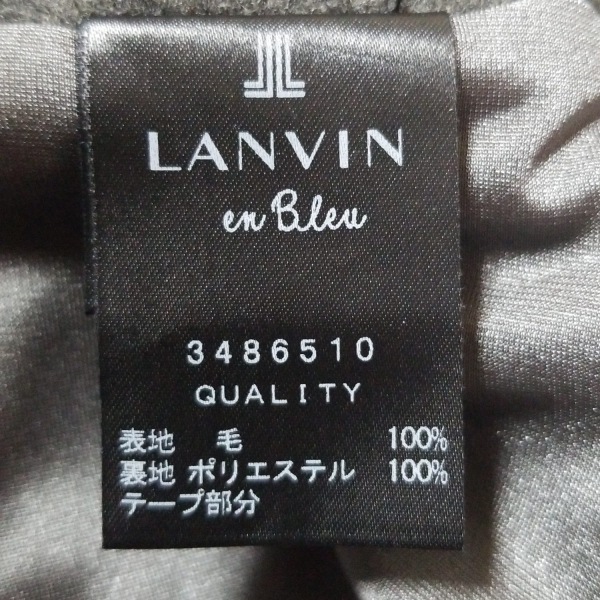 LANVIN
en Bleu
3486510
QUALITY
表地 毛 100%
裏地 ポリエステル 100%
テープ部分